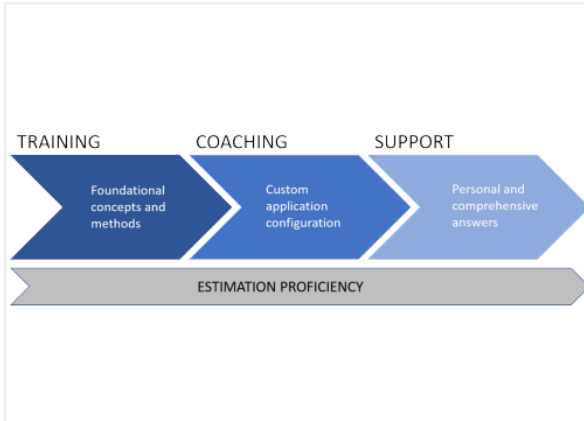 TRAINING
COACHING
SUPPORT
Foundational
concepts and
methods
Custom
application
configuration
Personal and
comprehensive
answers
ESTIMATION PROFICIENCY